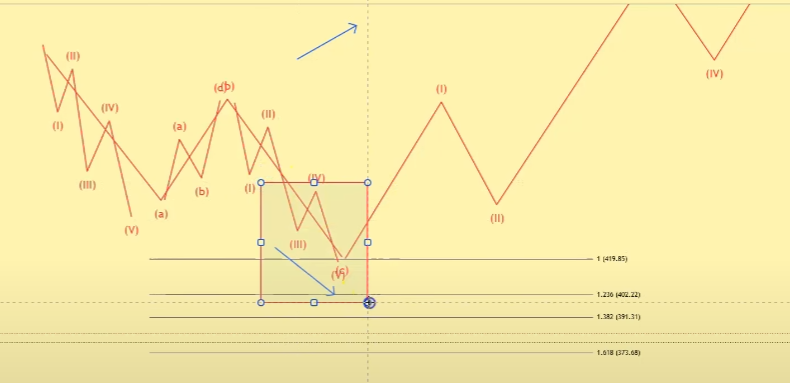 (II)
(I)
(IV)
(III)
(V)
(a)
(a)
(b)
(b)
(II)
(I)
(IV)
(III)
(V)
(I)
(II)
(IV)
1 (419.85)
1.236 (402.22)
1.382 (391.31)
1.618 (373.68)